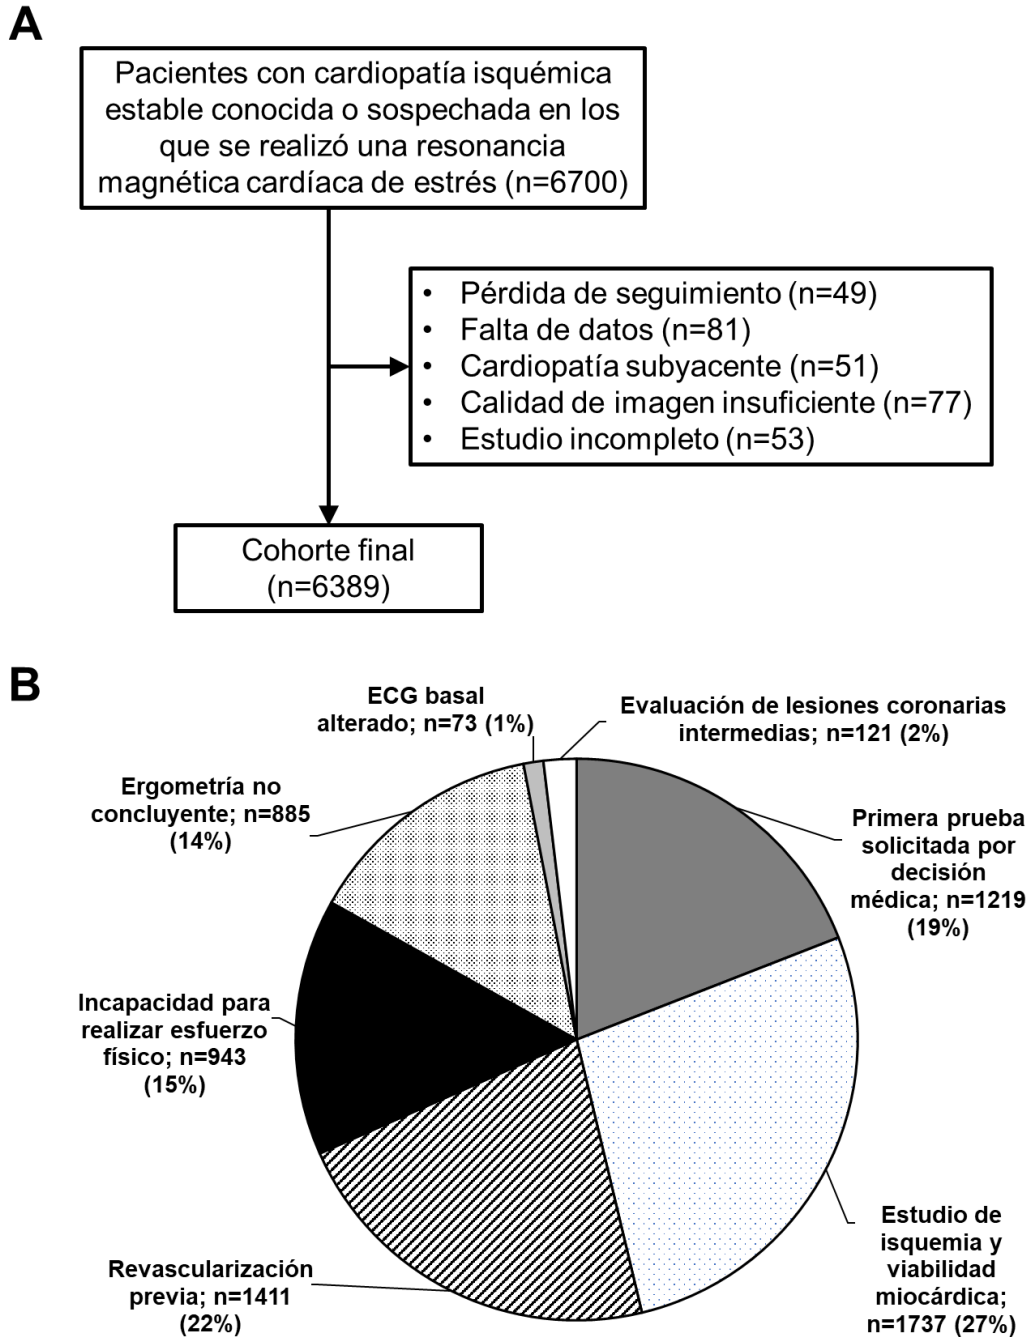 A
Pacientes con cardiopatía isquémica
estable conocida o sospechada en los
que se realizó una resonancia
magnética cardíaca de estrés (n=6700)
• Pérdida de seguimiento (n=49)
• Falta de datos (n=81)
• Cardiopatía subyacente (n=51)
• Calidad de imagen insuficiente (n=77)
• Estudio incompleto (n=53)
Cohorte final
(n=6389)
B
ECG basal
alterado; n=73 (1%)
Evaluación de lesiones coronarias
intermedias; n=121 (2%)
Ergometría no
concluyente; n=885
(14%)
Primera prueba
solicitada por
decisión
médica; n=1219
(19%)
Incapacidad para
realizar esfuerzo
físico; n=943
(15%)
Revascularización
previa; n=1411
(22%)
Estudio de
isquemia y
viabilidad
miocárdica;
n=1737 (27%)